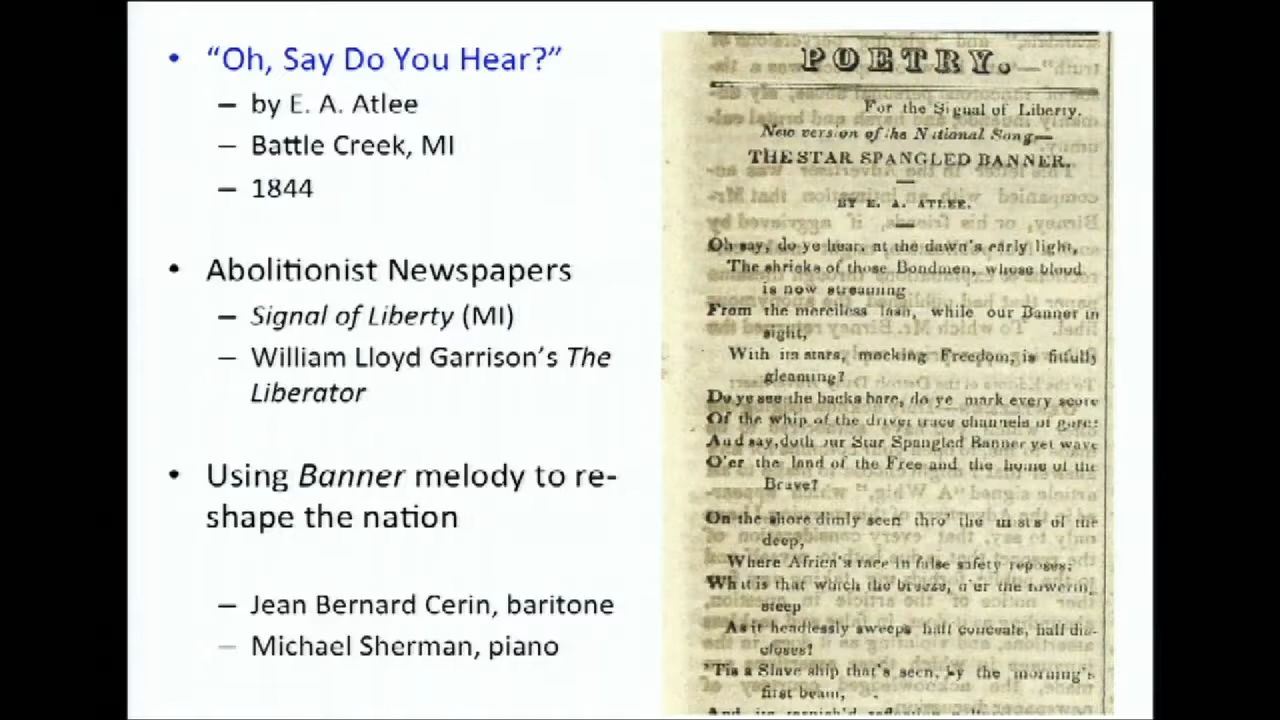 • “Oh, Say Do You Hear?”
– by E. A. Atlee
– Battle Creek, MI
– 1844
• Abolitionist Newspapers
– Signal of Liberty (MI)
– William Lloyd Garrison’s The
Liberator
• Using Banner melody to re-
shape the nation
– Jean Bernard Cerin, baritone
– Michael Sherman, piano
POETRY.
For the Signal of Liberty.
New version of the National Song—
THE STAR SPANGLED BANNER.
BY E. A. ATLEE.
Oh say, do ye hear, at the dawn's early light,
The shrieks of those Bondmen, whose blood
is now streaming
From the merciless lash, while our Banner in
sight,
With its stars, mocking Freedom, is fitfully
gleaming?
Do ye see the backs bare, do ye mark every score
Of the whip of the driver trace channels of gore:
And say, doth our Star Spangled Banner yet wave
O'er the land of the Free and the home of the
Brave?
On the shore dimly seen thro' the mists of the
deep,
Where Africa's race in false safety reposes;
What is that which the breeze, o'er the towering
steep
As it heedlessly sweeps half conceals, half dis-
closes?
'Tis a Slave ship that's seen, by the morning's
first beam,
And its